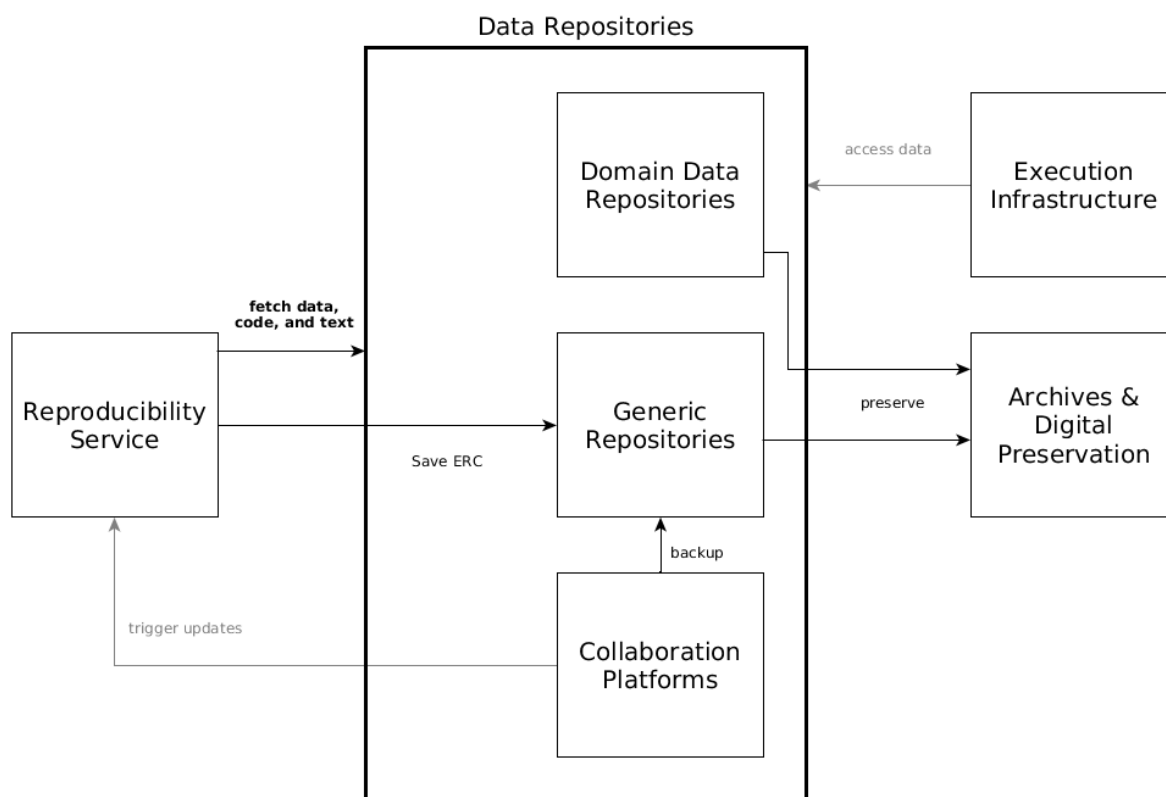 Data Repositories
Domain Data
Repositories
access data
Execution
Infrastructure
fetch data,
code, and text
Reproducibility
Service
Save ERC
Generic
Repositories
preserve
Archives &
Digital
Preservation
backup
trigger updates
Collaboration
Platforms